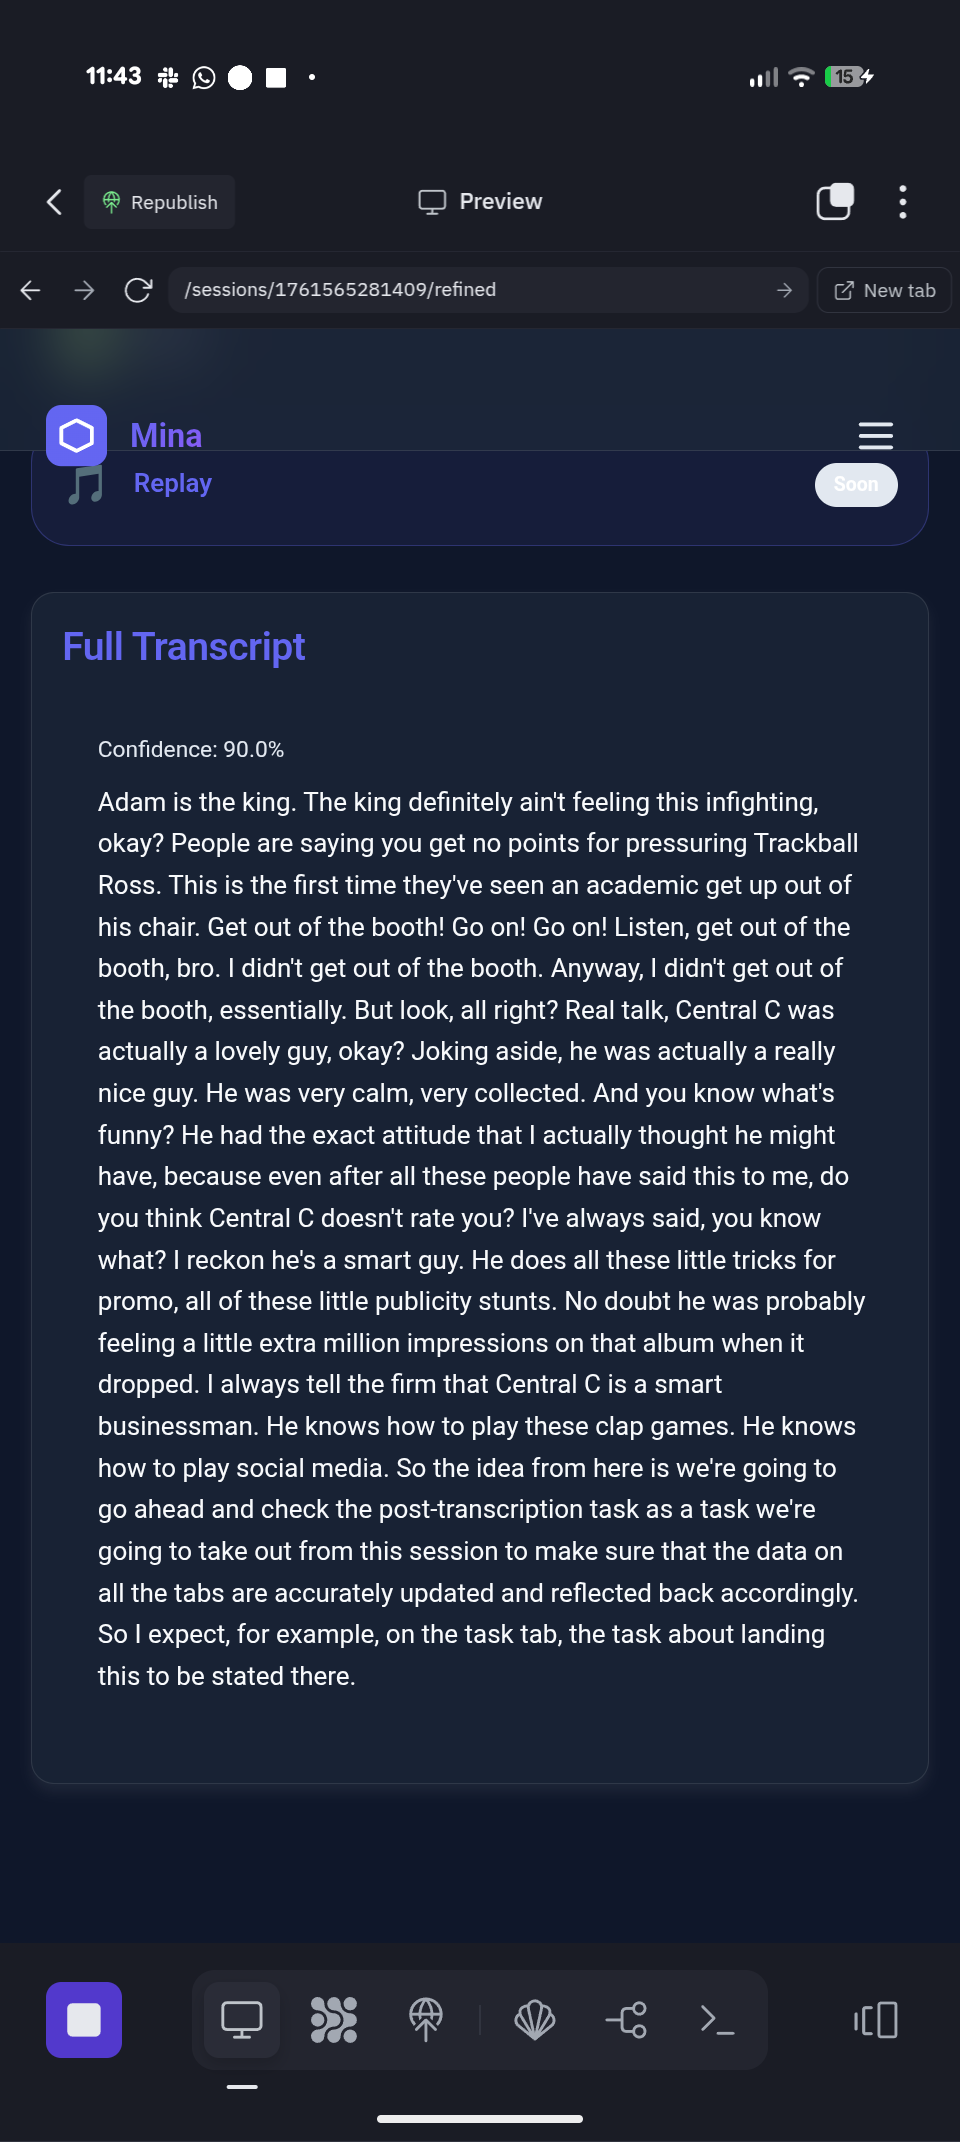 11:43
15
Republish
Preview
/sessions/1761565281409/refined
New tab
Mina
Replay
Soon
Full Transcript
Confidence: 90.0%
Adam is the king. The king definitely ain't feeling this infighting,
okay? People are saying you get no points for pressuring Trackball
Ross. This is the first time they've seen an academic get up out of
his chair. Get out of the booth! Go on! Go on! Listen, get out of the
booth, bro. I didn't get out of the booth. Anyway, I didn't get out of
the booth, essentially. But look, all right? Real talk, Central C was
actually a lovely guy, okay? Joking aside, he was actually a really
nice guy. He was very calm, very collected. And you know what's
funny? He had the exact attitude that I actually thought he might
have, because even after all these people have said this to me, do
you think Central C doesn't rate you? I've always said, you know
what? I reckon he's a smart guy. He does all these little tricks for
promo, all of these little publicity stunts. No doubt he was probably
feeling a little extra million impressions on that album when it
dropped. I always tell the firm that Central C is a smart
businessman. He knows how to play these clap games. He knows
how to play social media. So the idea from here is we're going to
go ahead and check the post-transcription task as a task we're
going to take out from this session to make sure that the data on
all the tabs are accurately updated and reflected back accordingly.
So I expect, for example, on the task tab, the task about landing
this to be stated there.